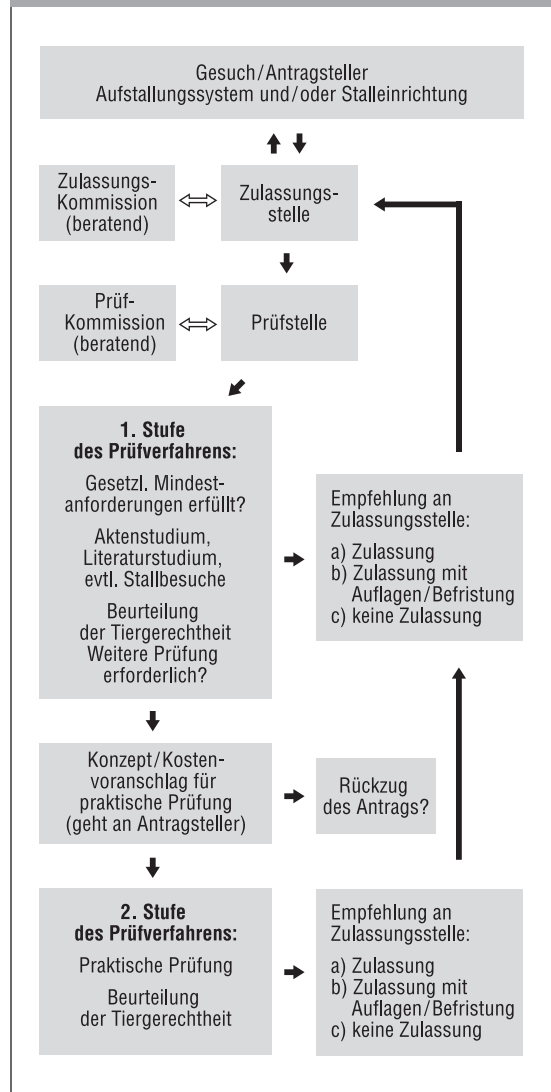 Gesuch/Antragsteller
Aufstallungssystem und/oder Stalleinrichtung
Zulassungs-
Kommission
(beratend)
Zulassungs-
stelle
Prüf-
Kommission
(beratend)
Prüfstelle
1. Stufe
des Prüfverfahrens:
Gesetzl. Mindest-
anforderungen erfüllt?
Aktenstudium,
Literaturstudium,
evtl. Stallbesuche
Beurteilung
der Tiergerechtheit
Weitere Prüfung
erforderlich?
Empfehlung an
Zulassungsstelle:
a) Zulassung
b) Zulassung mit
Auflagen/Befristung
c) keine Zulassung
Konzept/Kosten-
voranschlag für
praktische Prüfung
(geht an Antragsteller)
Rückzug
des Antrags?
2. Stufe
des Prüfverfahrens:
Praktische Prüfung
Beurteilung
der Tiergerechtheit
Empfehlung an
Zulassungsstelle:
a) Zulassung
b) Zulassung mit
Auflagen/Befristung
c) keine Zulassung